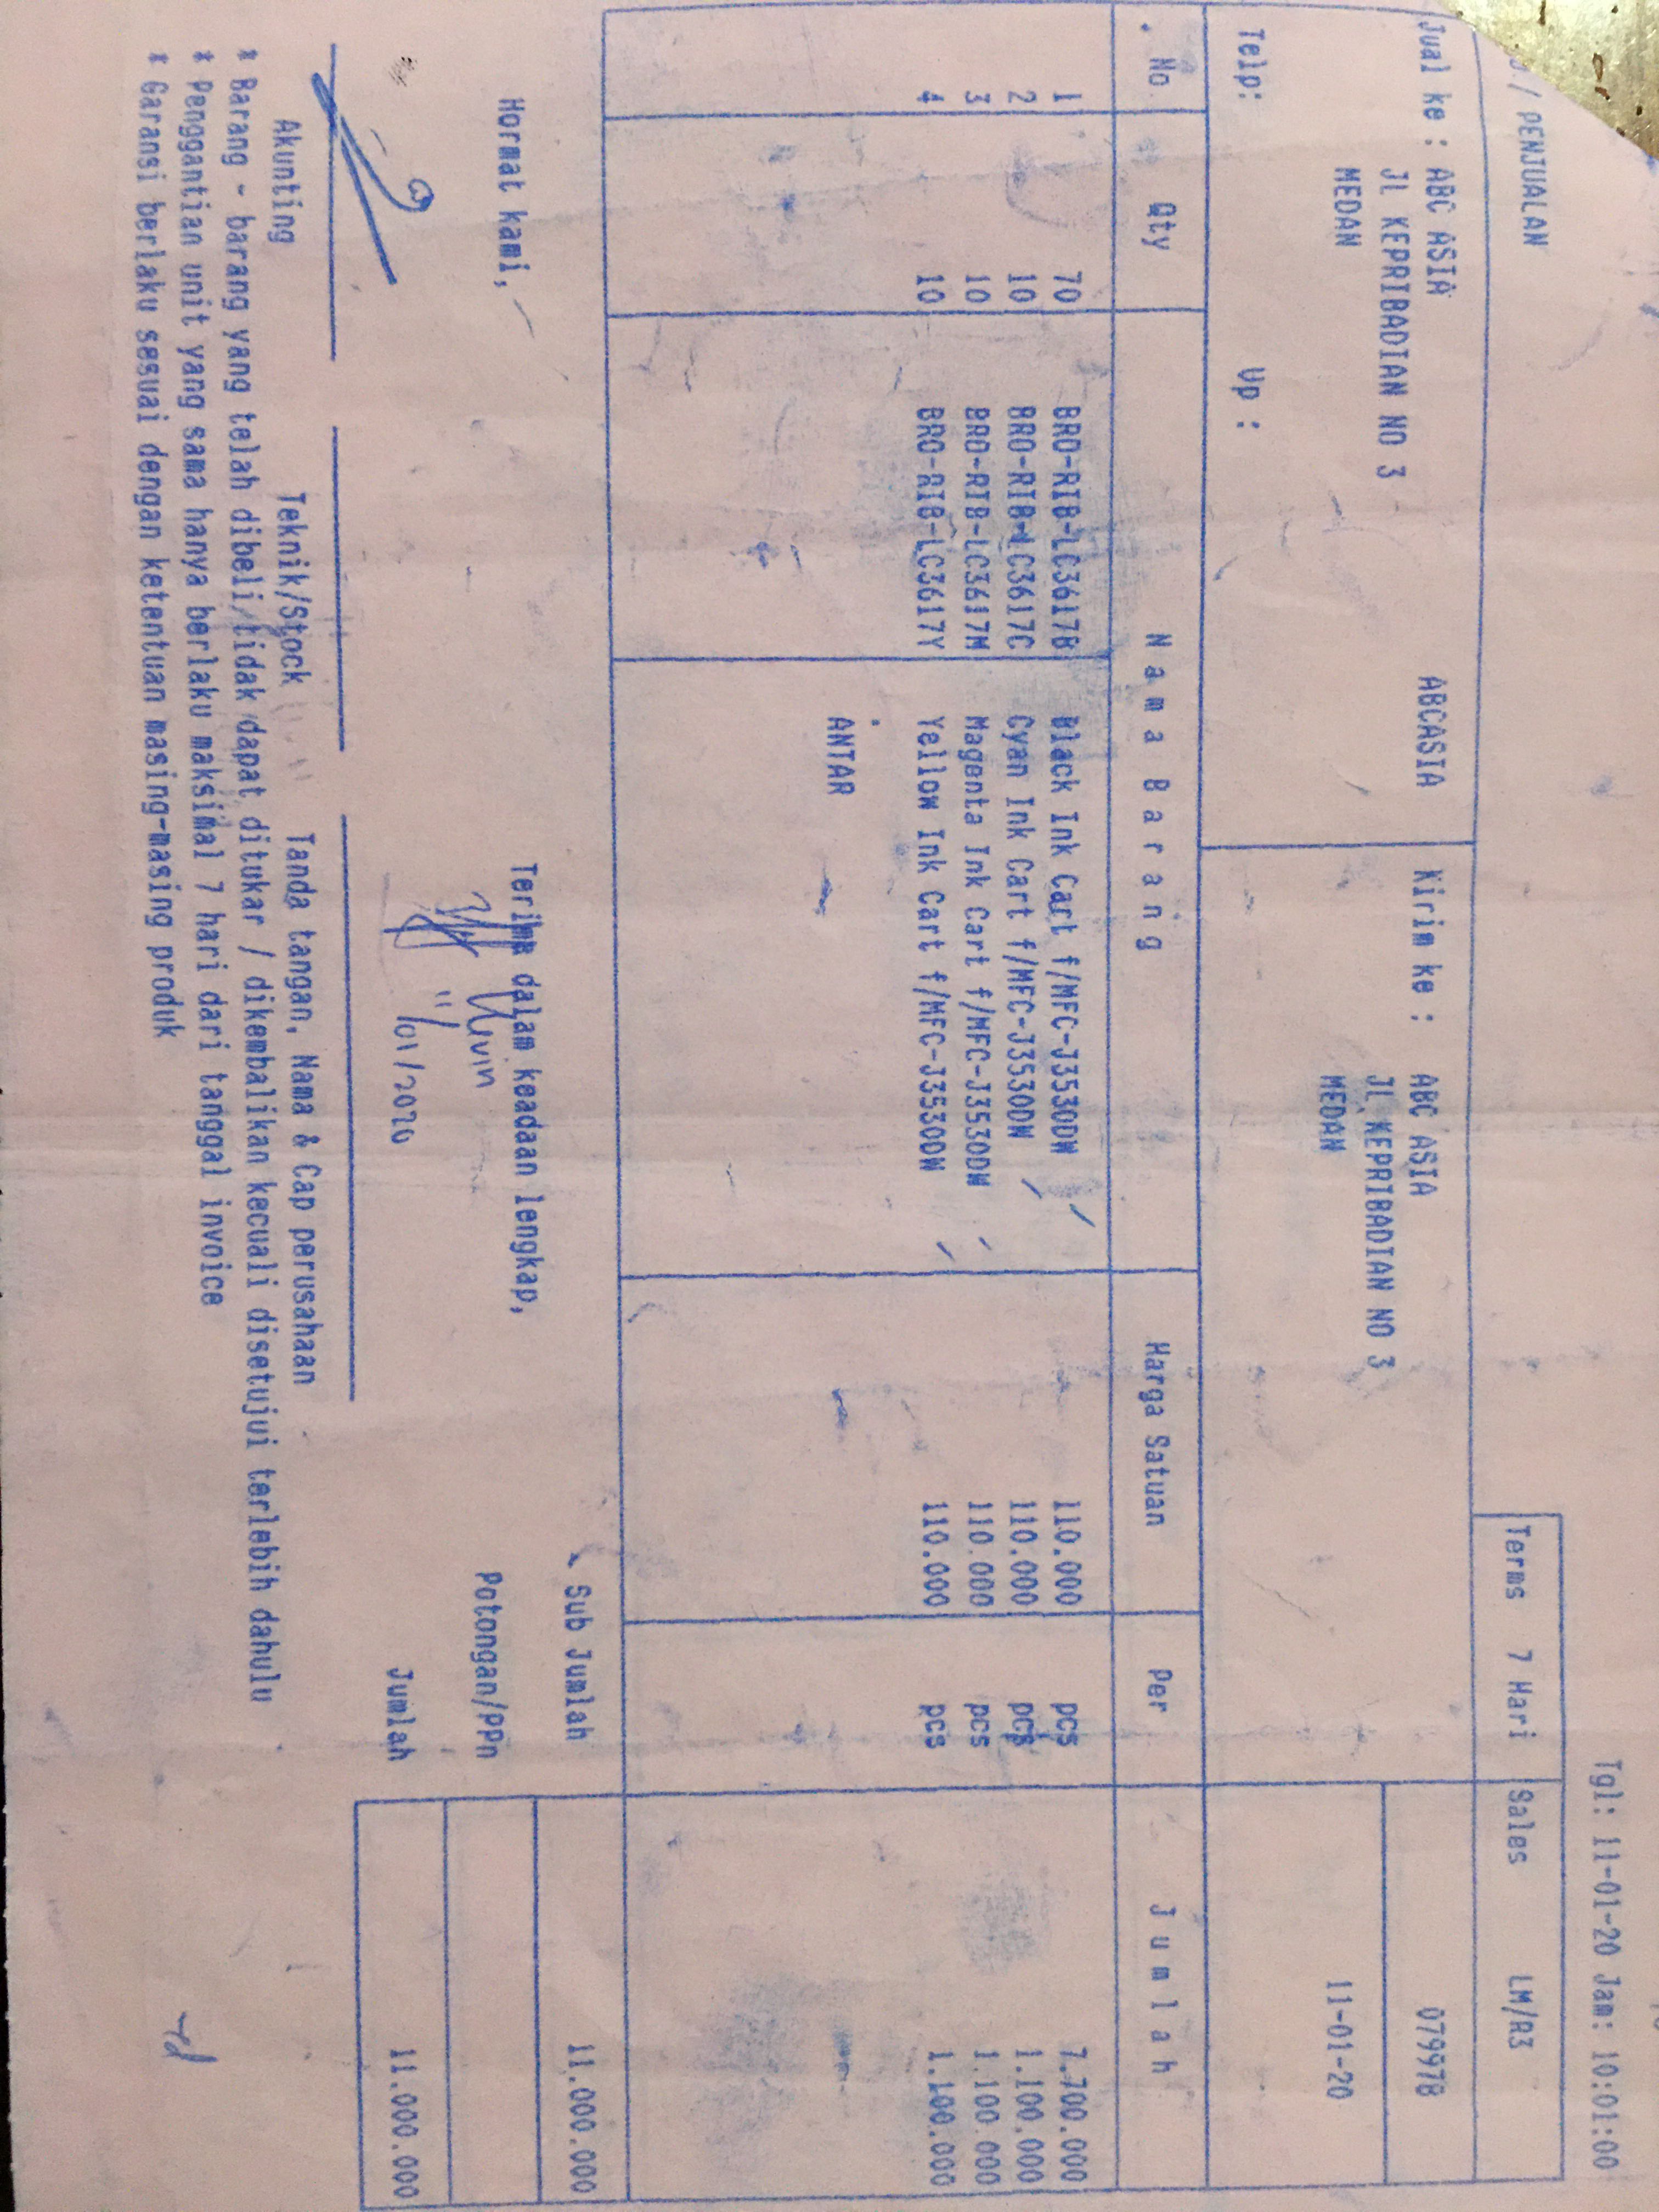 Tgl: 11-01-20 Jam: 10:01:00
/ PENJUALAN
Terms 7 Hari Sales LM/R3
Jual ke : ABC ASIA ABCASIA Kirim ke : ABC ASIA 079978
JL KEPRIBADIAN NO 3 JL KEPRIBADIAN NO 3
MEDAN MEDAN 11-01-20
Telp: Up :
No Qty Nama Barang Harga Satuan Per Jumlah
1 70 BRO-RIB-LC3617B Black Ink Cart f/MFC-J3530DW 110.000 pcs 7.700.000
2 10 BRO-RIB-LC3617C Cyan Ink Cart f/MFC-J3530DW 110.000 pcs 1.100.000
3 10 BRO-RIB-LC3617M Magenta Ink Cart f/MFC-J3530DW 110.000 pcs 1.100.000
4 10 BRO-RIB-LC3617Y Yellow Ink Cart f/MFC-J3530DW 110.000 pcs 1.100.000
ANTAR
Sub Jumlah 11.000.000
Hormat kami, Terima dalam keadaan lengkap,
Potongan/PPn
11/01/2020
Jumlah 11.000.000
Akunting Teknik/Stock Tanda tangan, Nama & Cap perusahaan
* Barang - barang yang telah dibeli/tidak dapat ditukar / dikembalikan kecuali disetujui terlebih dahulu
* Penggantian unit yang sama hanya berlaku maksimal 7 hari dari tanggal invoice
* Garansi berlaku sesuai dengan ketentuan masing-masing produk